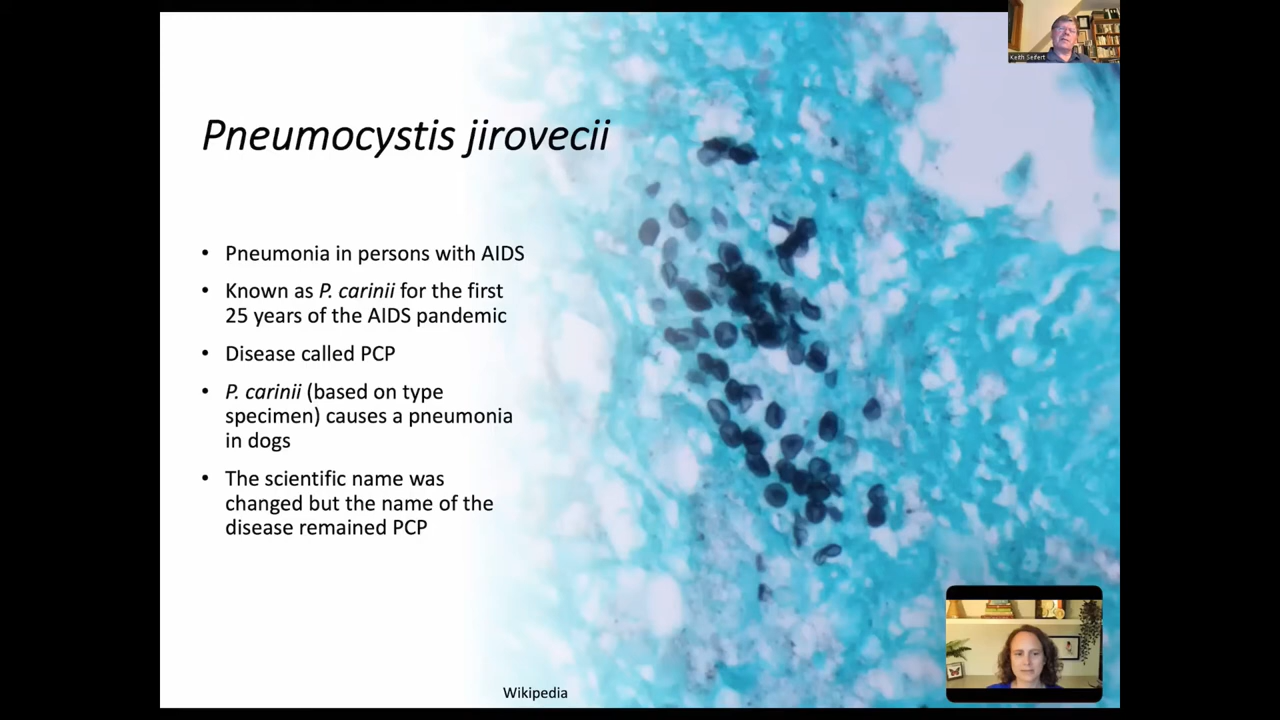 Keith Seifert
Pneumocystis jirovecii
• Pneumonia in persons with AIDS
• Known as P. carinii for the first
25 years of the AIDS pandemic
• Disease called PCP
• P. carinii (based on type
specimen) causes a pneumonia
in dogs
• The scientific name was
changed but the name of the
disease remained PCP
Wikipedia